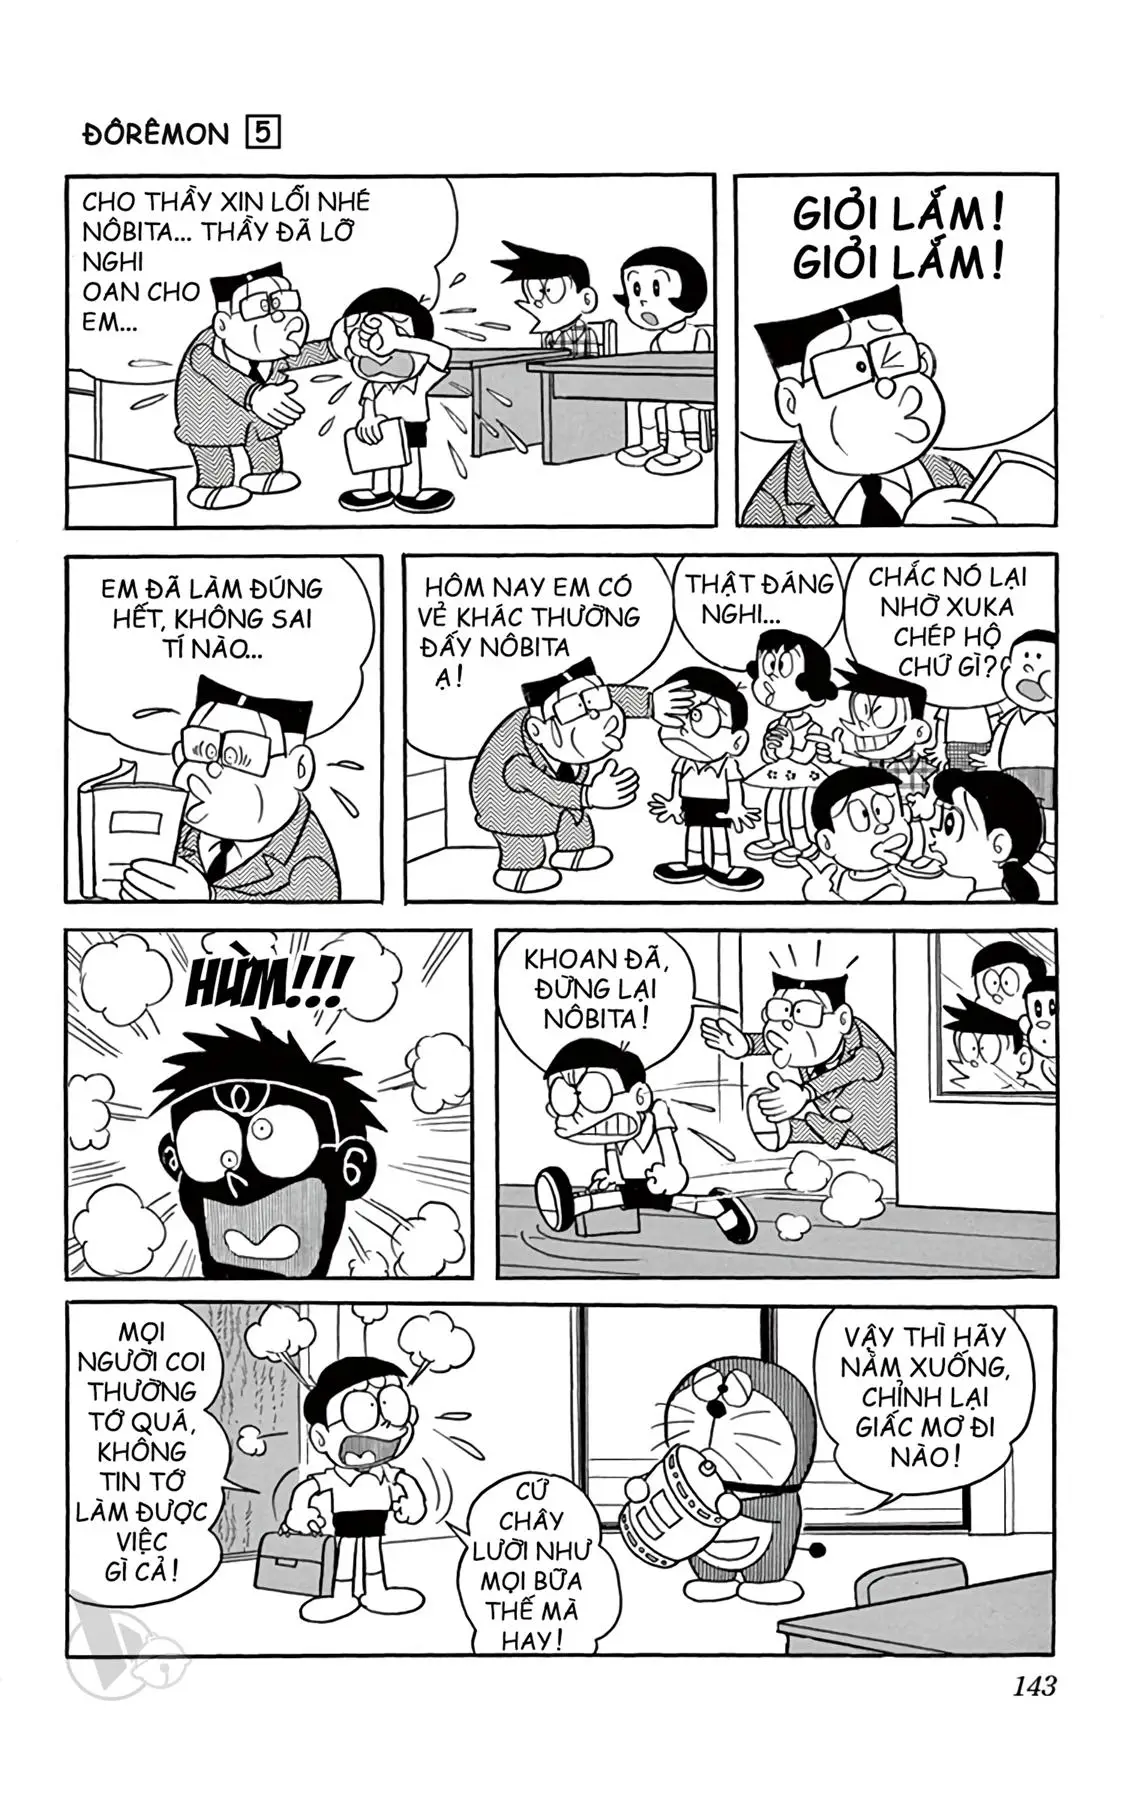 ĐÔRÊMON 5
CHO THẦY XIN LỖI NHÉ
NÔBITA... THẦY ĐÃ LỠ
NGHI
OAN CHO
EM...
GIỎI LẮM!
GIỎI LẮM!
EM ĐÃ LÀM ĐÚNG
HẾT, KHÔNG SAI
TÍ NÀO...
HÔM NAY EM CÓ
VẺ KHÁC THƯỜNG
ĐẤY NÔBITA
Ạ!
THẬT ĐÁNG
NGHI...
CHẮC NÓ LẠI
NHỜ XUKA
CHÉP HỘ
CHỨ GÌ?
HỪM!!!
KHOAN ĐÃ,
ĐỪNG LẠI
NÔBITA!
MỌI
NGƯỜI COI
THƯỜNG
TỚ QUÁ,
KHÔNG
TIN TỚ
LÀM ĐƯỢC
VIỆC
GÌ CẢ!
CỨ
CHÂY
LƯỜI NHƯ
MỌI BỮA
THẾ MÀ
HAY!
VẬY THÌ HÃY
NẰM XUỐNG,
CHỈNH LẠI
GIẤC MƠ ĐI
NÀO!
143